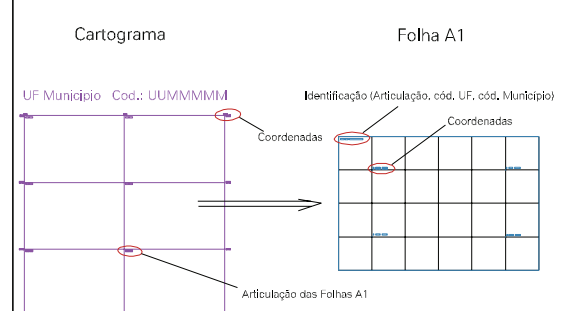 Cartograma
Folha A1
UF Município Cod.: UUMMMMM
Identificação (Articulação, cód. UF, cód. Município)
Coordenadas
Coordenadas
Articulação das Folhas A1